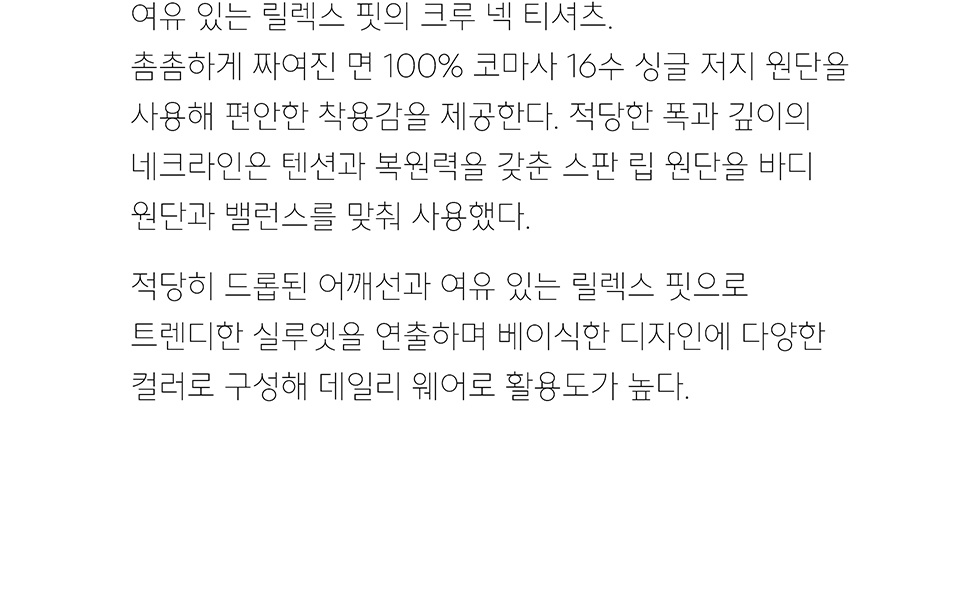 여유 있는 릴렉스 핏의 크루 넥 티셔츠.
촘촘하게 짜여진 면 100% 코마사 16수 싱글 저지 원단을
사용해 편안한 착용감을 제공한다. 적당한 폭과 깊이의
네크라인은 텐션과 복원력을 갖춘 스판 립 원단을 바디
원단과 밸런스를 맞춰 사용했다.
적당히 드롭된 어깨선과 여유 있는 릴렉스 핏으로
트렌디한 실루엣을 연출하며 베이식한 디자인에 다양한
컬러로 구성해 데일리 웨어로 활용도가 높다.